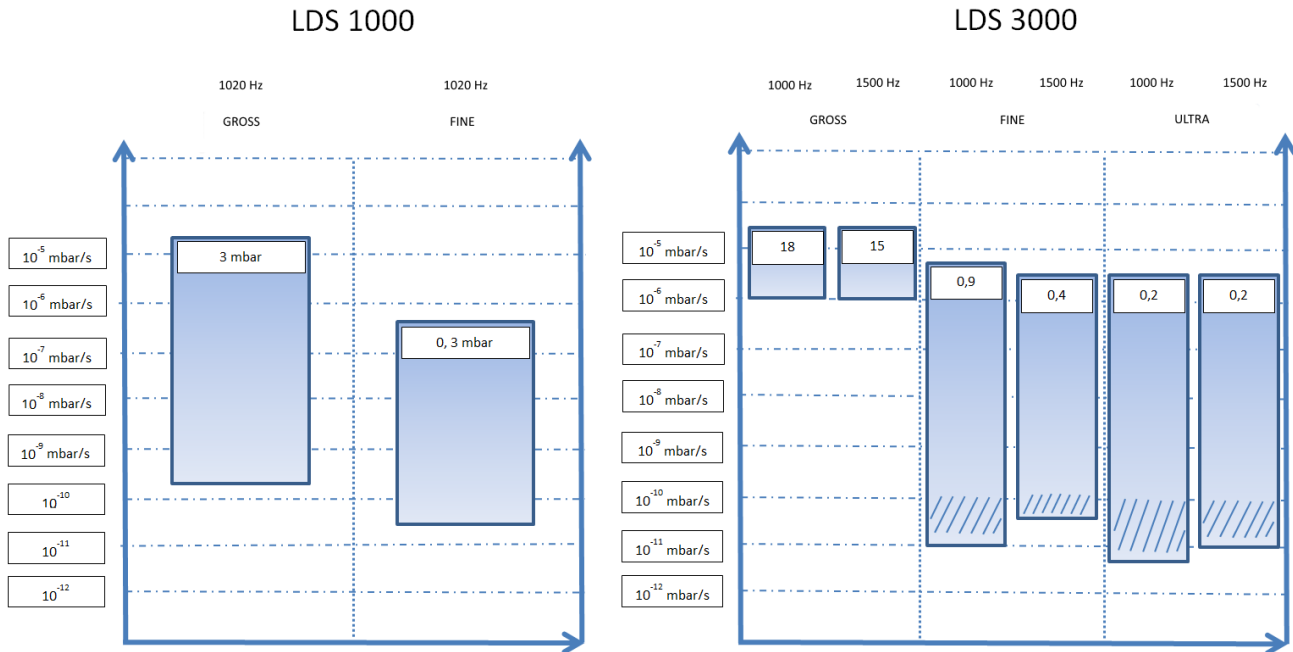 LDS 1000
1020 Hz
1020 Hz
GROSS
FINE
10⁻⁵ mbar/s
10⁻⁶ mbar/s
10⁻⁷ mbar/s
10⁻⁸ mbar/s
10⁻⁹ mbar/s
10⁻¹⁰
10⁻¹¹
10⁻¹²
3 mbar
0, 3 mbar
LDS 3000
1000 Hz
1500 Hz
1000 Hz
1500 Hz
1000 Hz
1500 Hz
GROSS
FINE
ULTRA
10⁻⁵ mbar/s
10⁻⁶ mbar/s
10⁻⁷ mbar/s
10⁻⁸ mbar/s
10⁻⁹ mbar/s
10⁻¹⁰ mbar/s
10⁻¹¹ mbar/s
10⁻¹² mbar/s
18
15
0,9
0,4
0,2
0,2